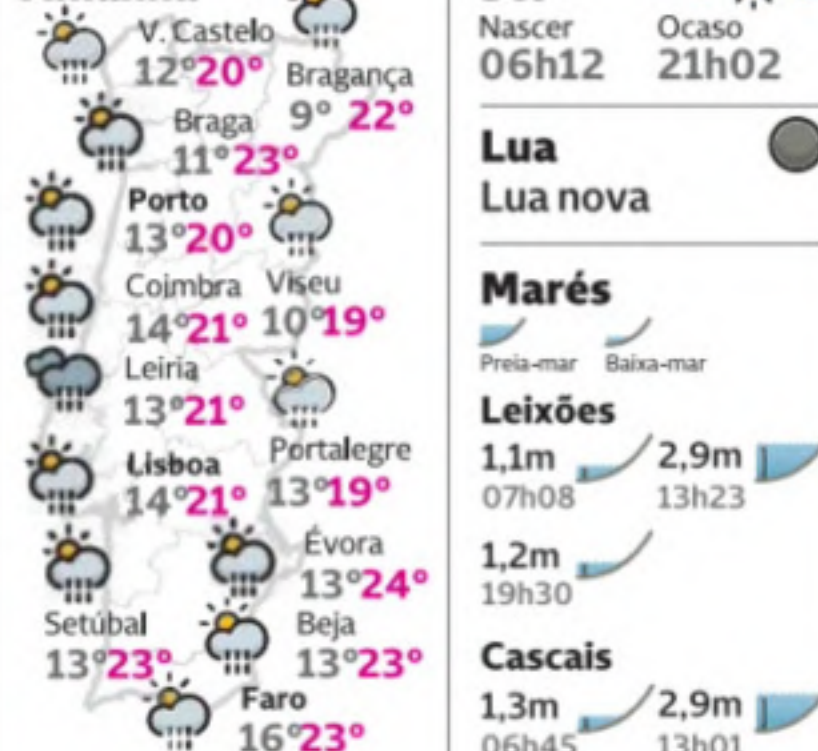 V. Castelo
12° 20°
Bragança
9° 22°
Braga
11° 23°
Porto
13° 20°
Coimbra
14° 21°
Viseu
10° 19°
Leiria
13° 21°
Portalegre
13° 19°
Lisboa
14° 21°
Évora
13° 24°
Setúbal
13° 23°
Beja
13° 23°
Faro
16° 23°
Nascer Ocaso
06h12 21h02
Lua
Lua nova
Marés
Preia-mar Baixa-mar
Leixões
1,1m 2,9m
07h08 13h23
1,2m
19h30
Cascais
1,3m 2,9m
06h45 13h01